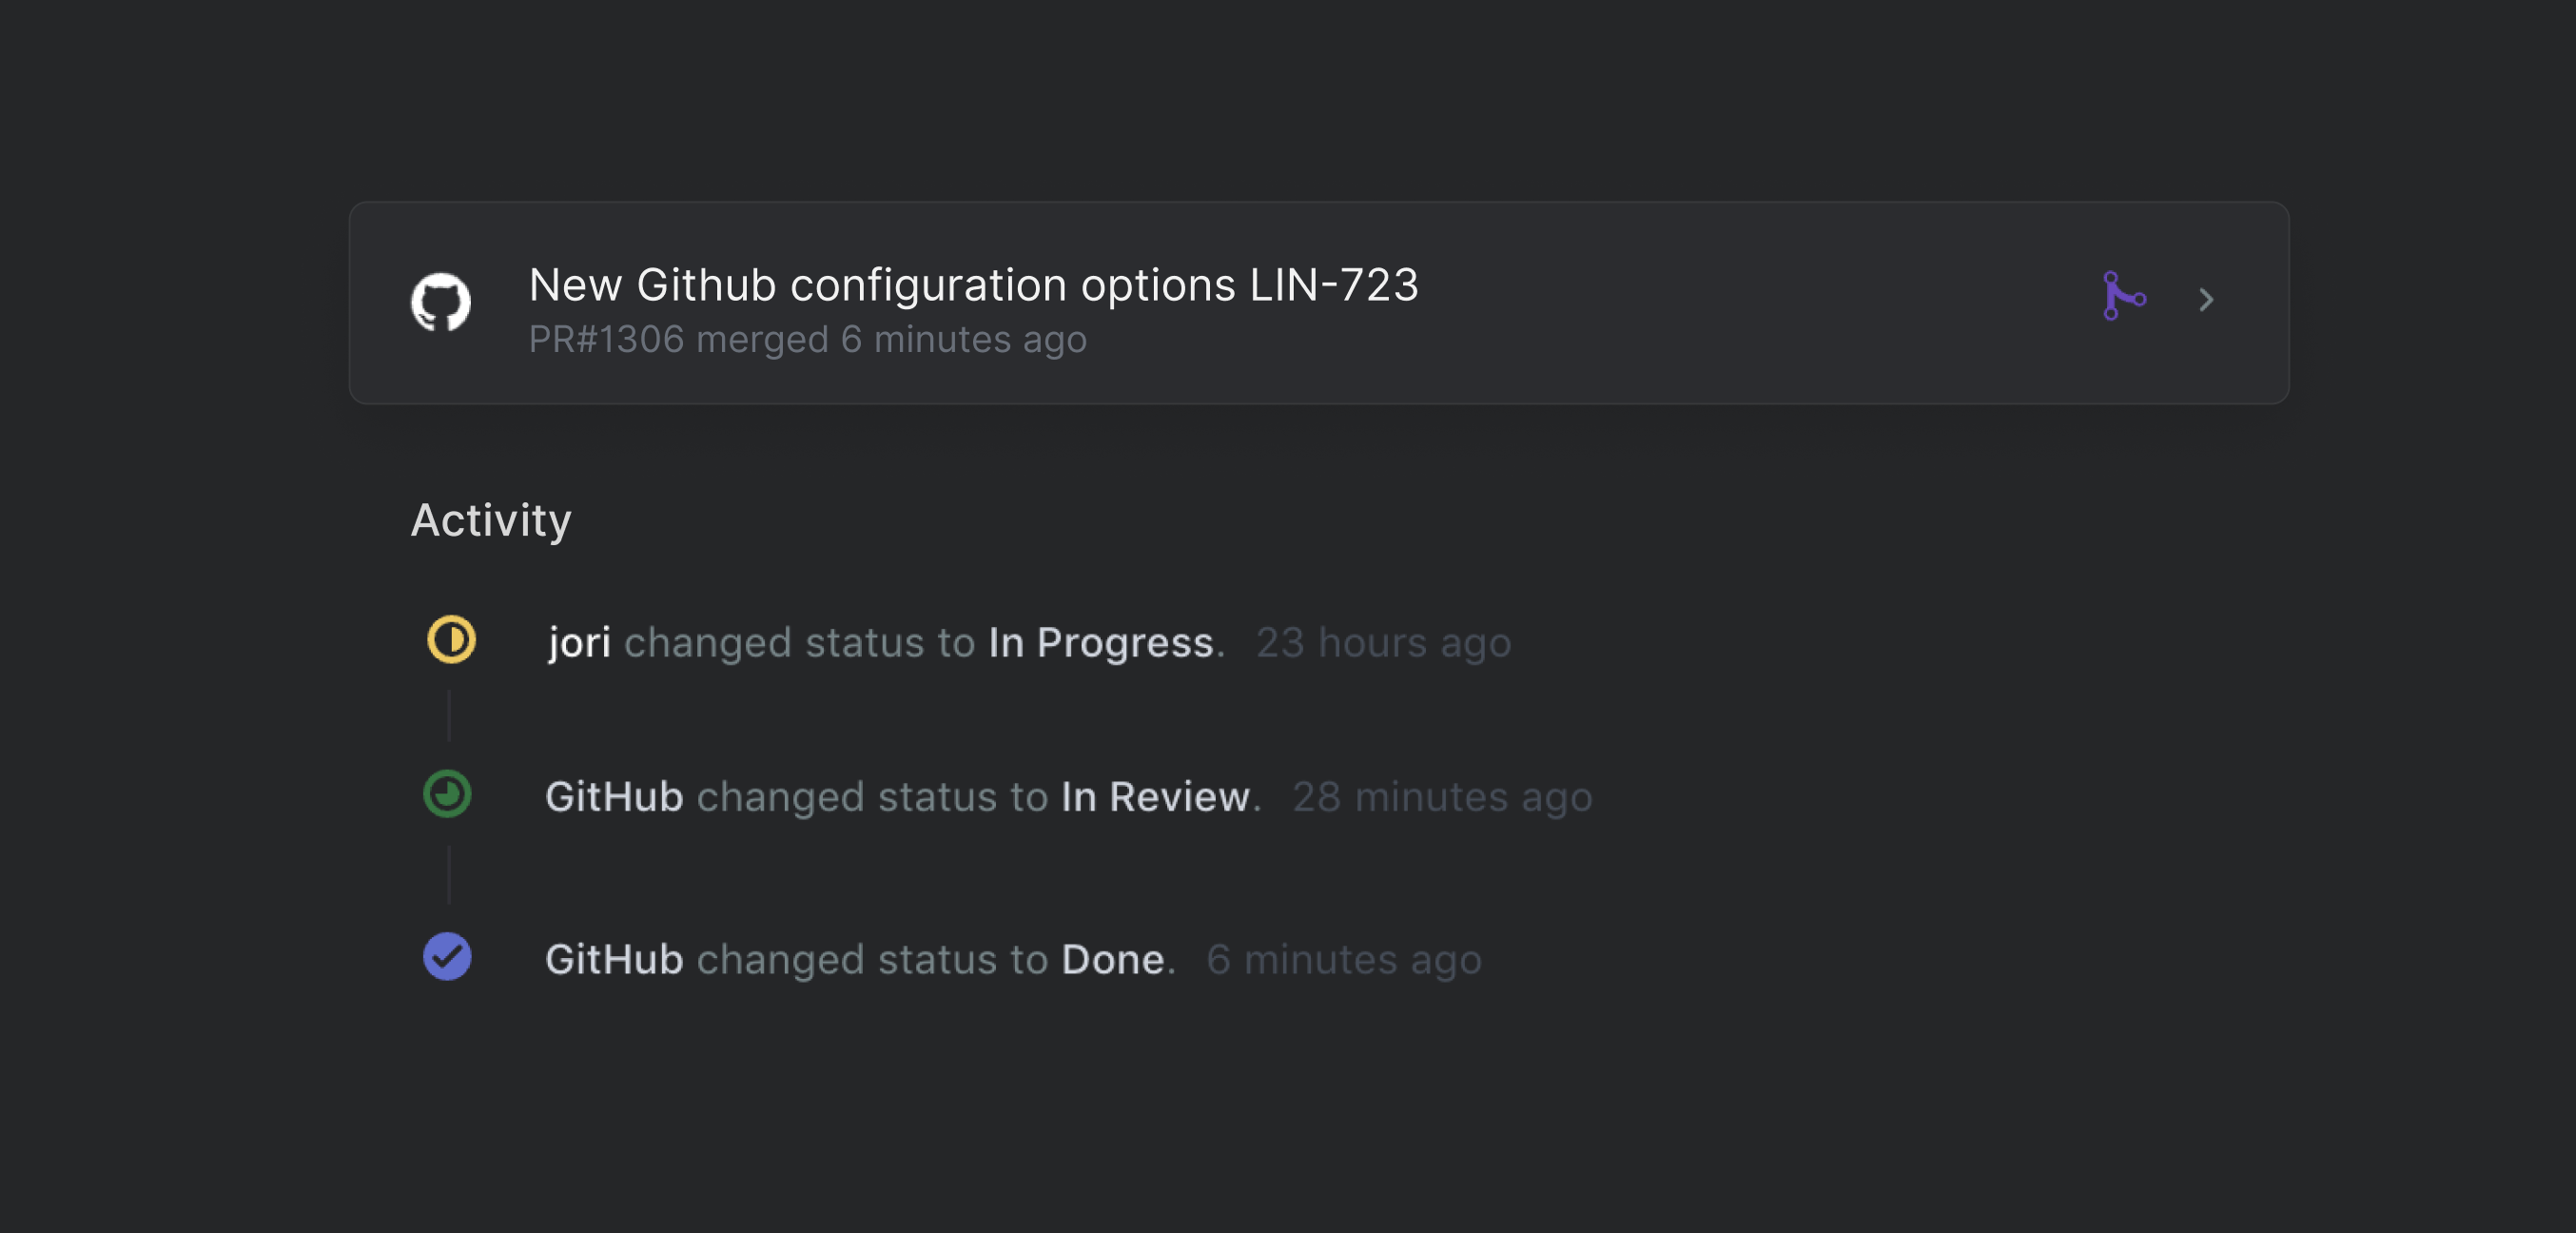 New Github configuration options LIN-723
PR#1306 merged 6 minutes ago
Activity
jori changed status to In Progress. 23 hours ago
GitHub changed status to In Review. 28 minutes ago
GitHub changed status to Done. 6 minutes ago